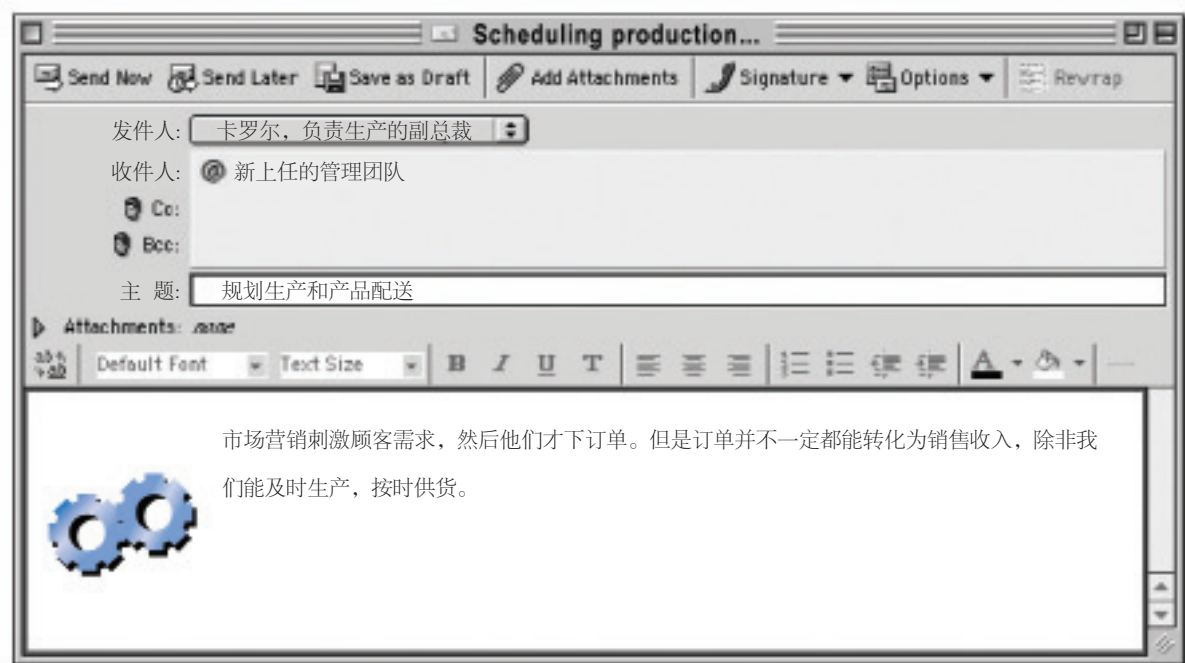 Scheduling production...
Send Now Send Later Save as Draft Add Attachments Signature Options Rewrap
发件人: 卡罗尔，负责生产的副总裁
收件人: @ 新上任的管理团队
Cc:
Bcc:
主 题: 规划生产和产品配送
Attachments: none
Default Font Text Size B I U T A
市场营销刺激顾客需求，然后他们才下订单。但是订单并不一定都能转化为销售收入，除非我
们能及时生产，按时供货。